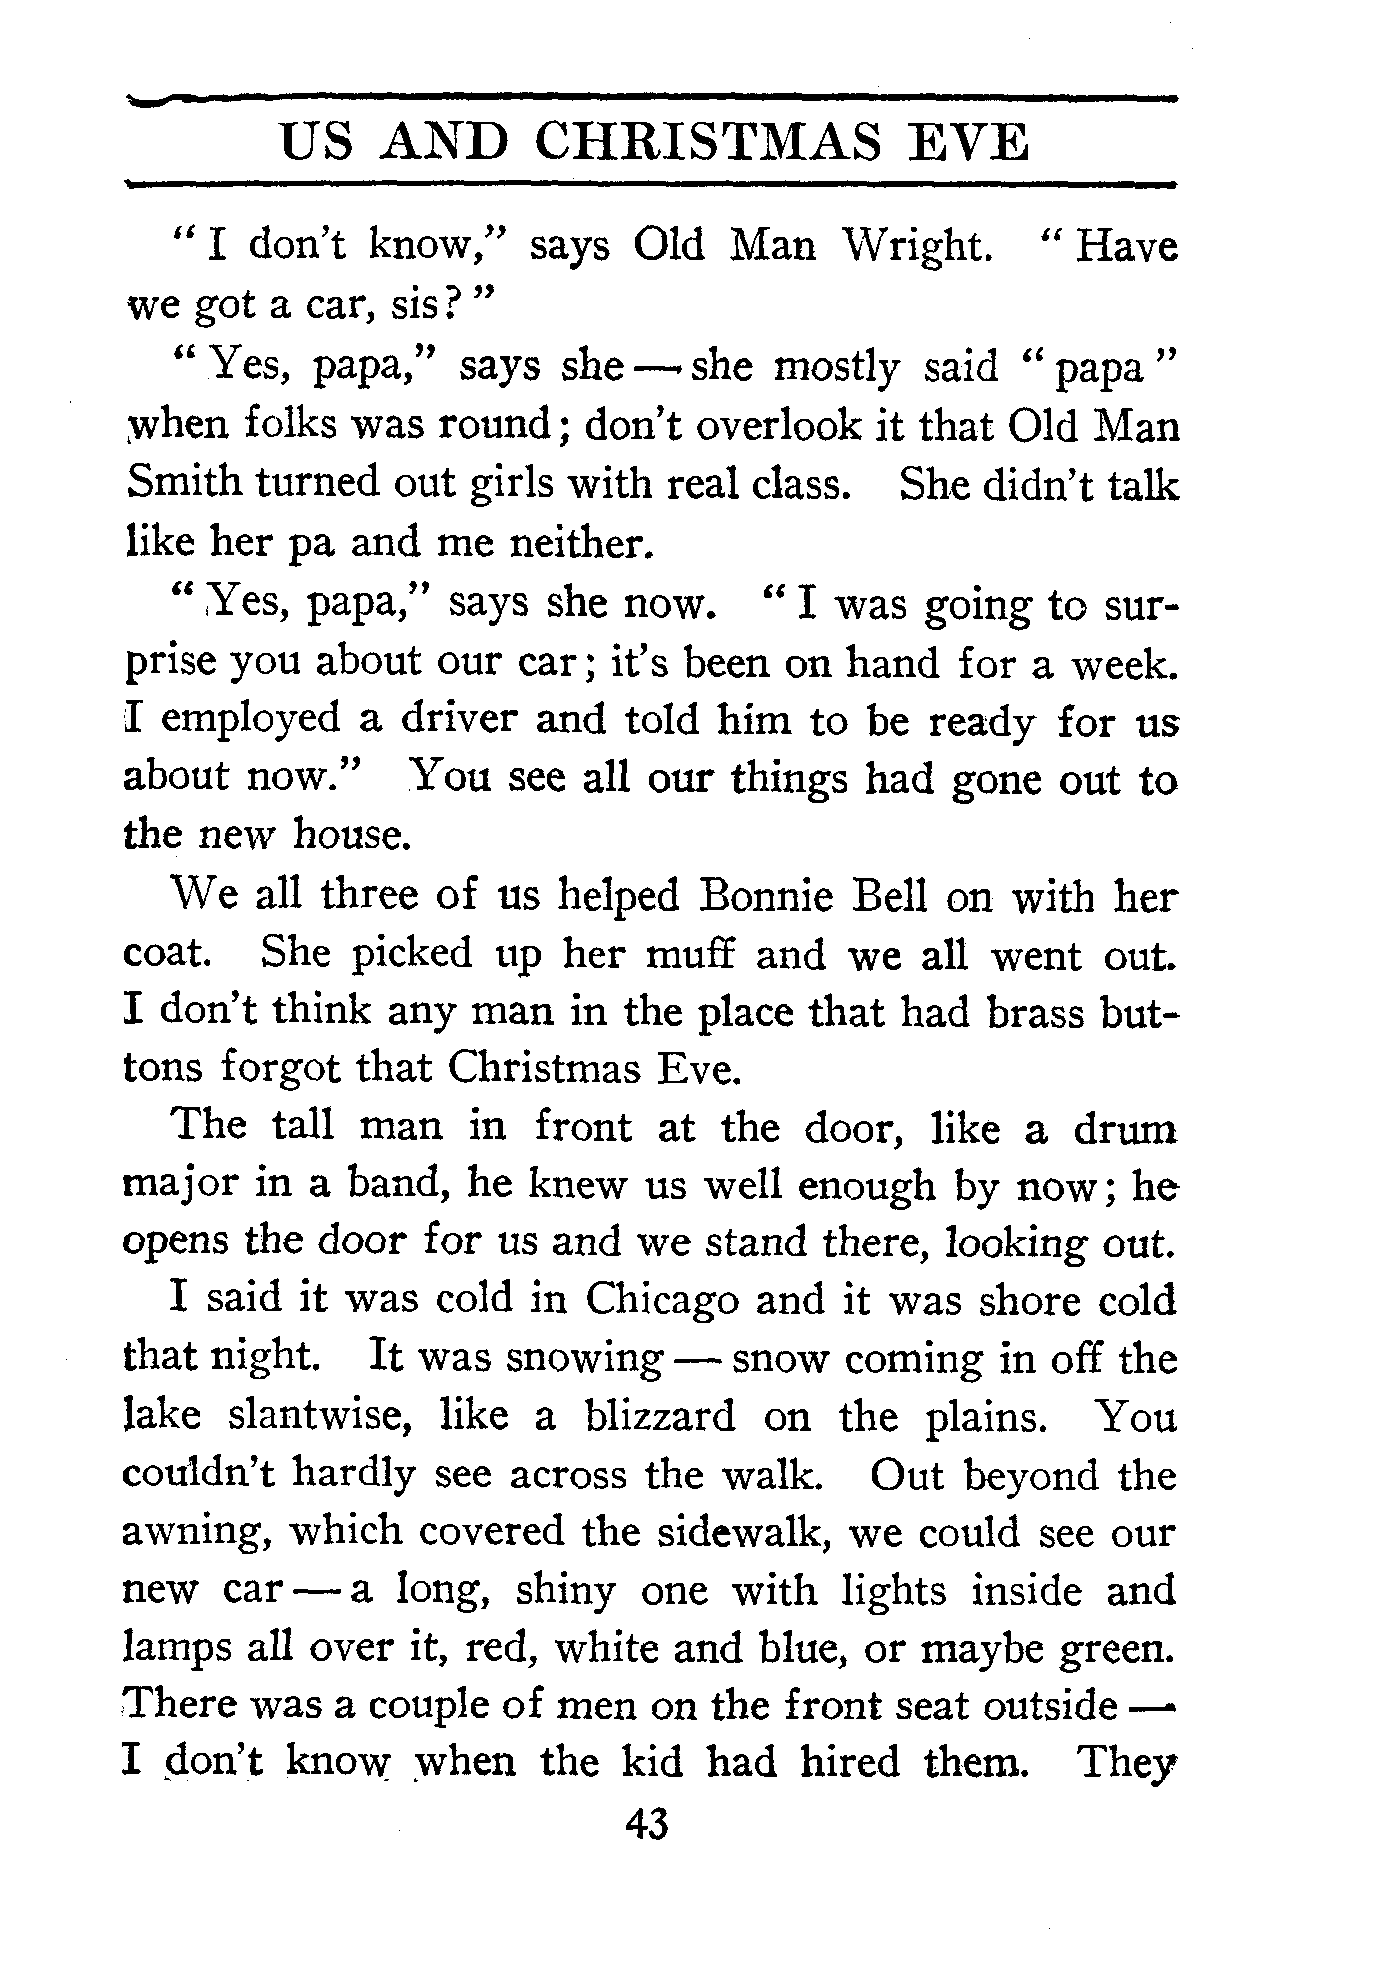 US AND CHRISTMAS EVE
“ I don't know,” says Old Man Wright. “ Have
we got a car, sis? ”
“ Yes, papa,” says she — she mostly said “ papa ”
when folks was round; don't overlook it that Old Man
Smith turned out girls with real class. She didn't talk
like her pa and me neither.
“ Yes, papa,” says she now. “ I was going to sur-
prise you about our car; it's been on hand for a week.
I employed a driver and told him to be ready for us
about now.” You see all our things had gone out to
the new house.
We all three of us helped Bonnie Bell on with her
coat. She picked up her muff and we all went out.
I don't think any man in the place that had brass but-
tons forgot that Christmas Eve.
The tall man in front at the door, like a drum
major in a band, he knew us well enough by now; he
opens the door for us and we stand there, looking out.
I said it was cold in Chicago and it was shore cold
that night. It was snowing — snow coming in off the
lake slantwise, like a blizzard on the plains. You
couldn't hardly see across the walk. Out beyond the
awning, which covered the sidewalk, we could see our
new car — a long, shiny one with lights inside and
lamps all over it, red, white and blue, or maybe green.
There was a couple of men on the front seat outside —
I don't know when the kid had hired them. They
43